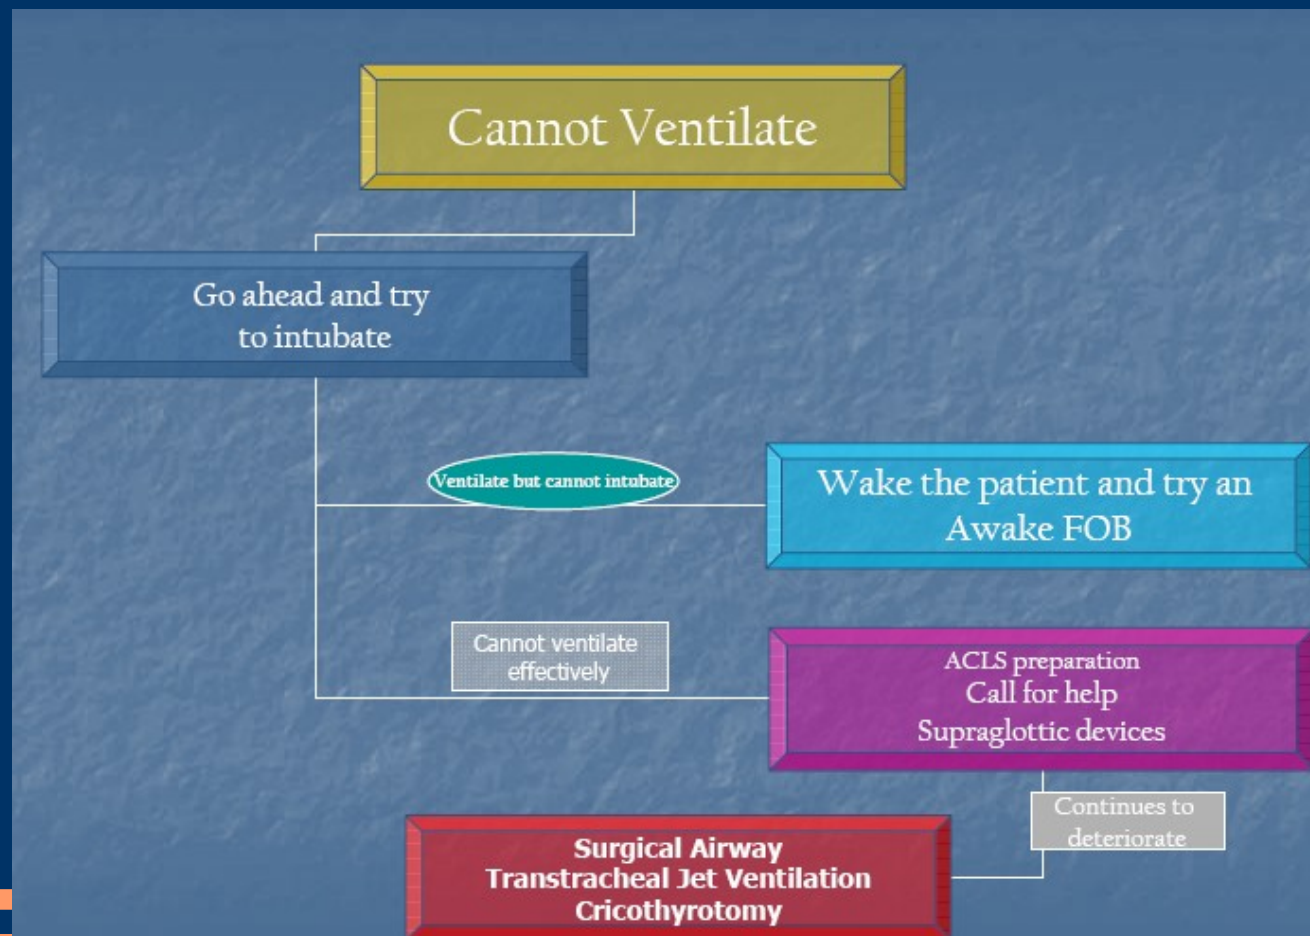 Cannot Ventilate
Go ahead and try
to intubate
Ventilate but cannot intubate
Wake the patient and try an
Awake FOB
Cannot ventilate
effectively
ACLS preparation
Call for help
Supraglottic devices
Continues to
deteriorate
Surgical Airway
Transtracheal Jet Ventilation
Cricothyrotomy